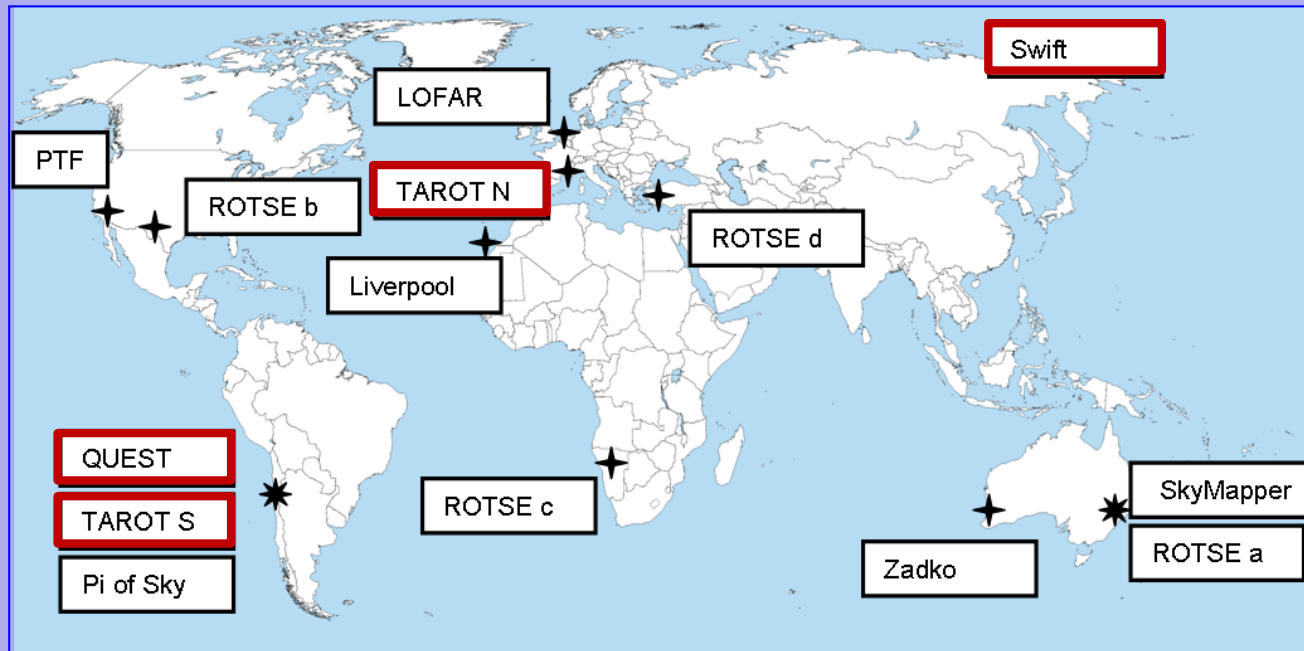 Swift
LOFAR
PTF
TAROT N
ROTSE b
ROTSE d
Liverpool
QUEST
TAROT S
Pi of Sky
ROTSE c
SkyMapper
ROTSE a
Zadko